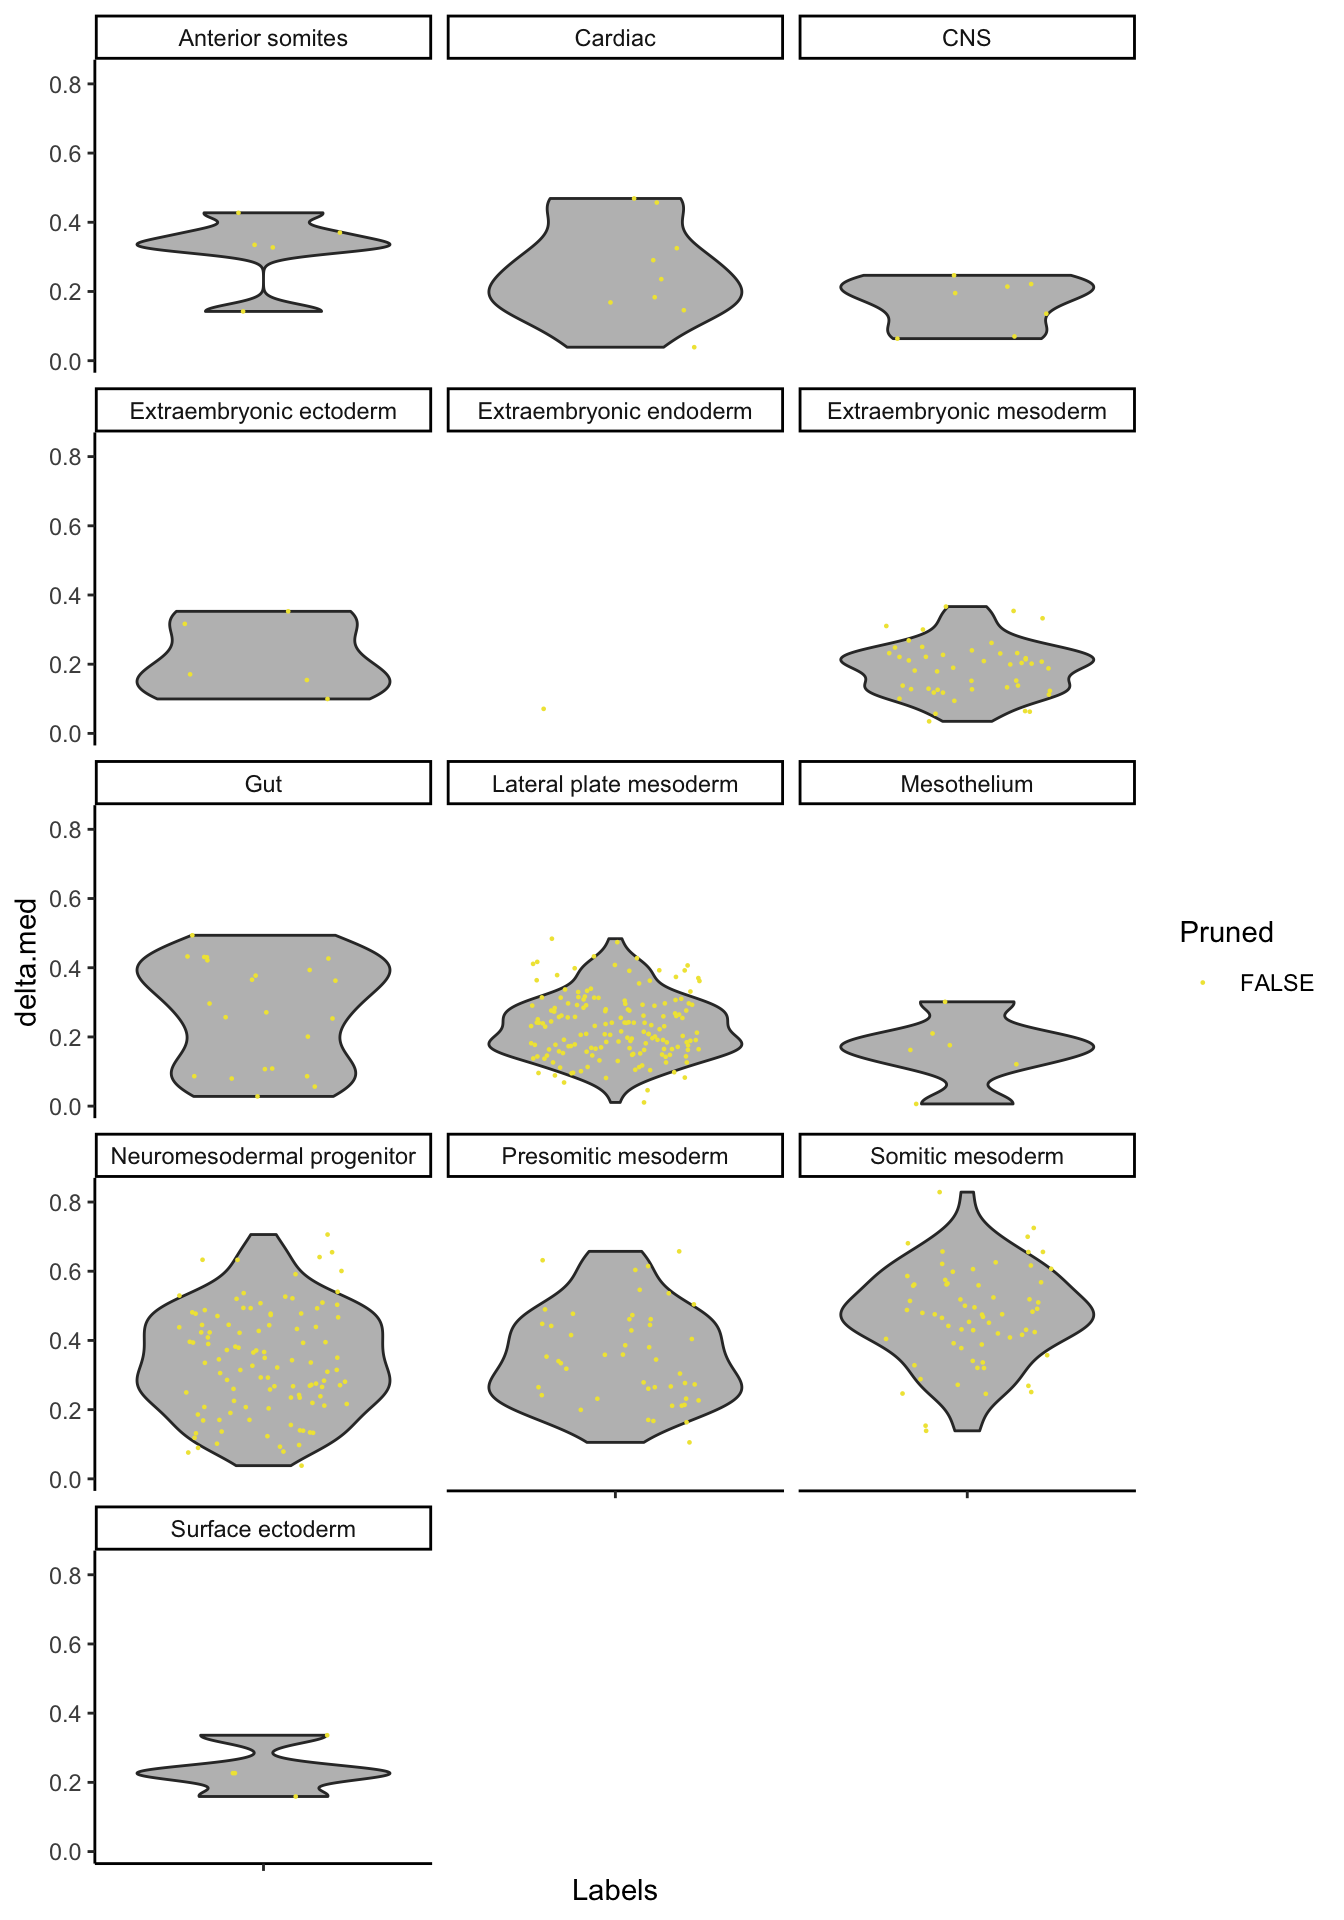 Anterior somites
Cardiac
CNS
0.8
0.6
0.4
0.2
0.0
Extraembryonic ectoderm
Extraembryonic endoderm
Extraembryonic mesoderm
0.8
0.6
0.4
0.2
0.0
Gut
Lateral plate mesoderm
Mesothelium
0.8
0.6
0.4
0.2
0.0
delta.med
Pruned
FALSE
Neuromesodermal progenitor
Presomitic mesoderm
Somitic mesoderm
0.8
0.6
0.4
0.2
0.0
Surface ectoderm
0.8
0.6
0.4
0.2
0.0
Labels